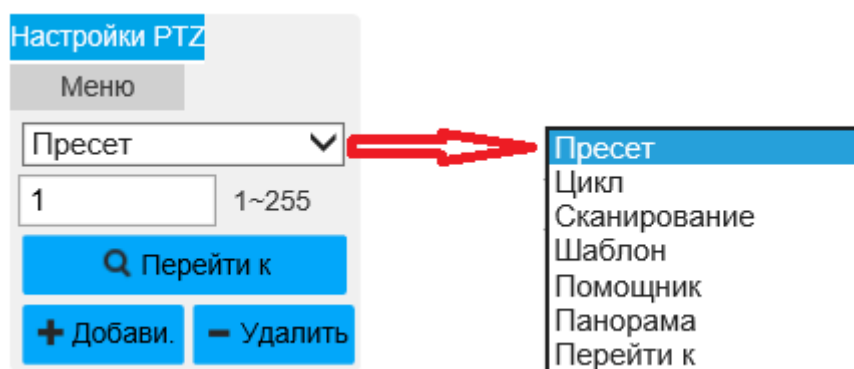 Настройки PTZ
Меню
Пресет
1 1~255
Перейти к
Добави. Удалить
Пресет
Цикл
Сканирование
Шаблон
Помощник
Панорама
Перейти к